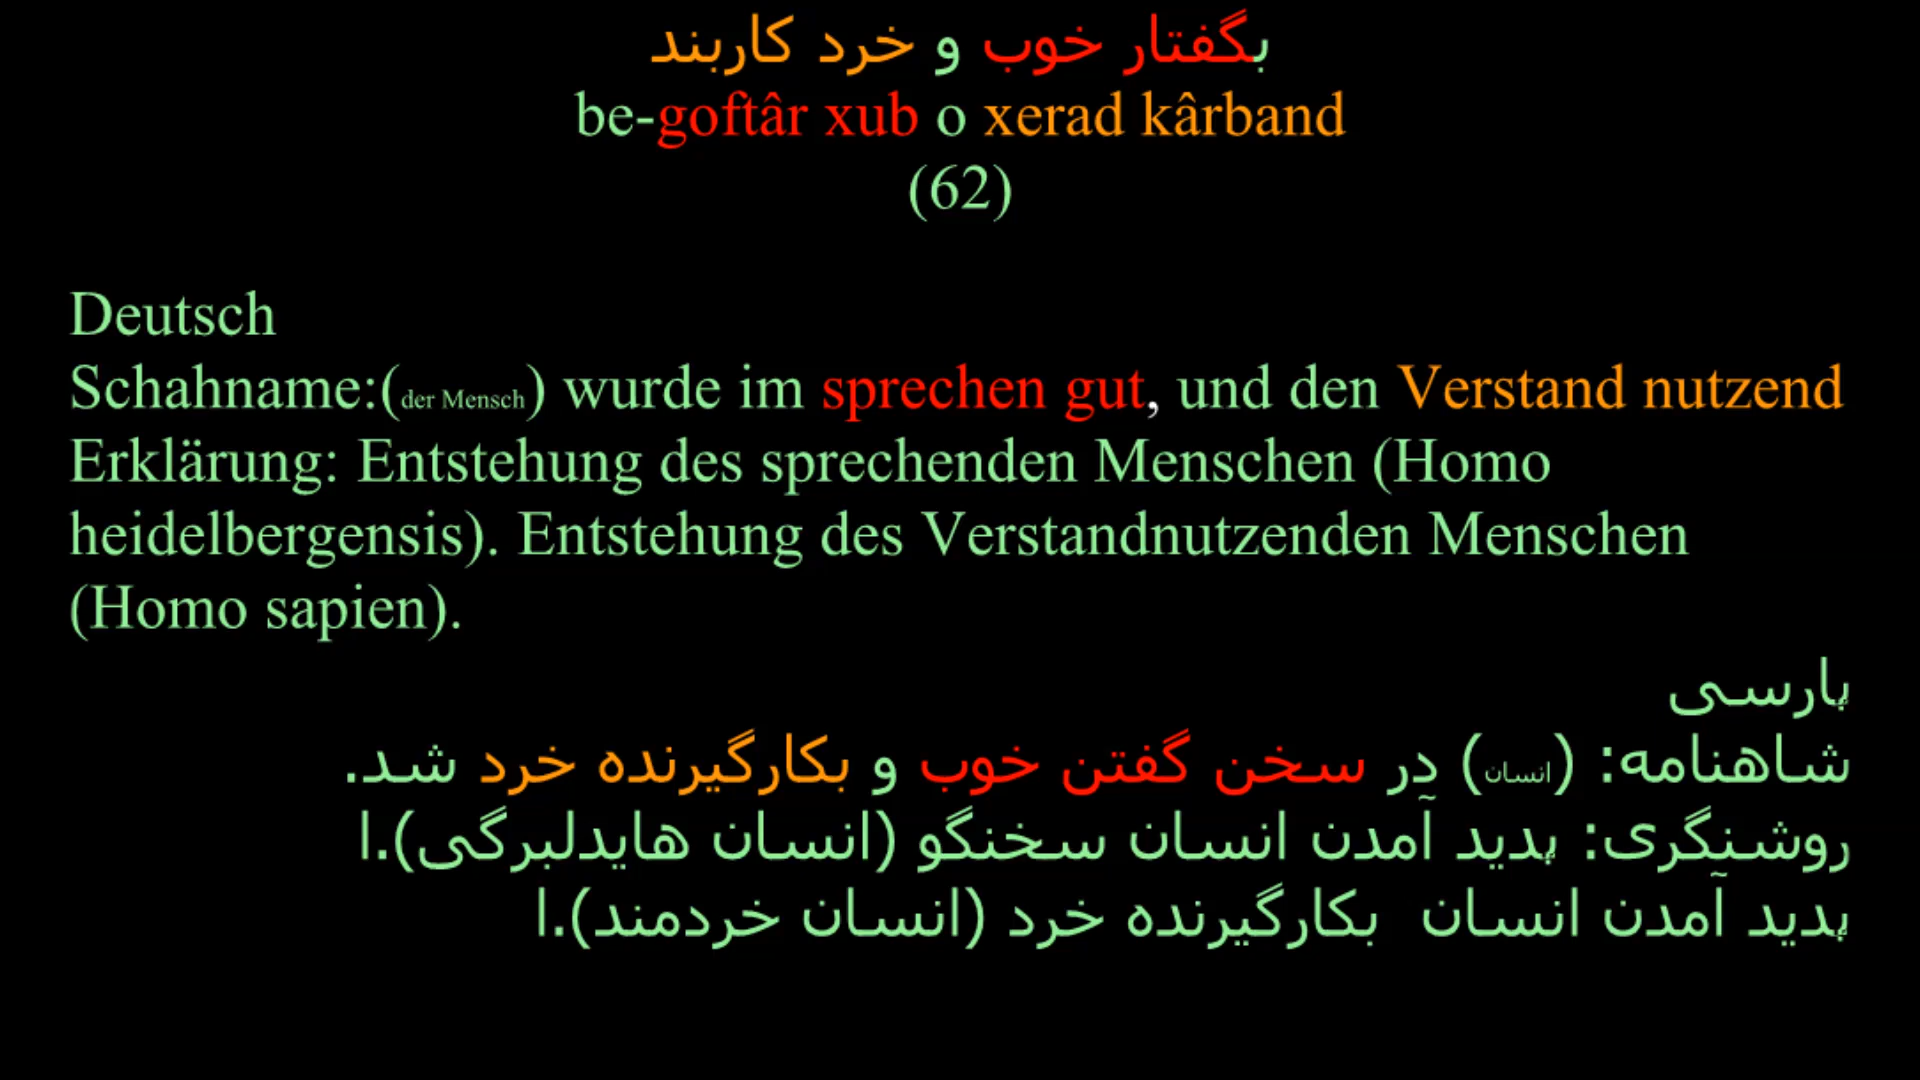 بگفتار خوب و خرد کاربند
be-goftâr xub o xerad kârband
(62)
Deutsch
Schahname:(der Mensch) wurde im sprechen gut, und den Verstand nutzend
Erklärung: Entstehung des sprechenden Menschen (Homo
heidelbergensis). Entstehung des Verstandnutzenden Menschen
(Homo sapien).
پارسی
شاهنامه: (انسان) در سخن گفتن خوب و بکارگیرنده خرد شد.
روشنگری: پدید آمدن انسان سخنگو (انسان هایدلبرگی).ا
پدید آمدن انسان  بکارگیرنده خرد (انسان خردمند).ا